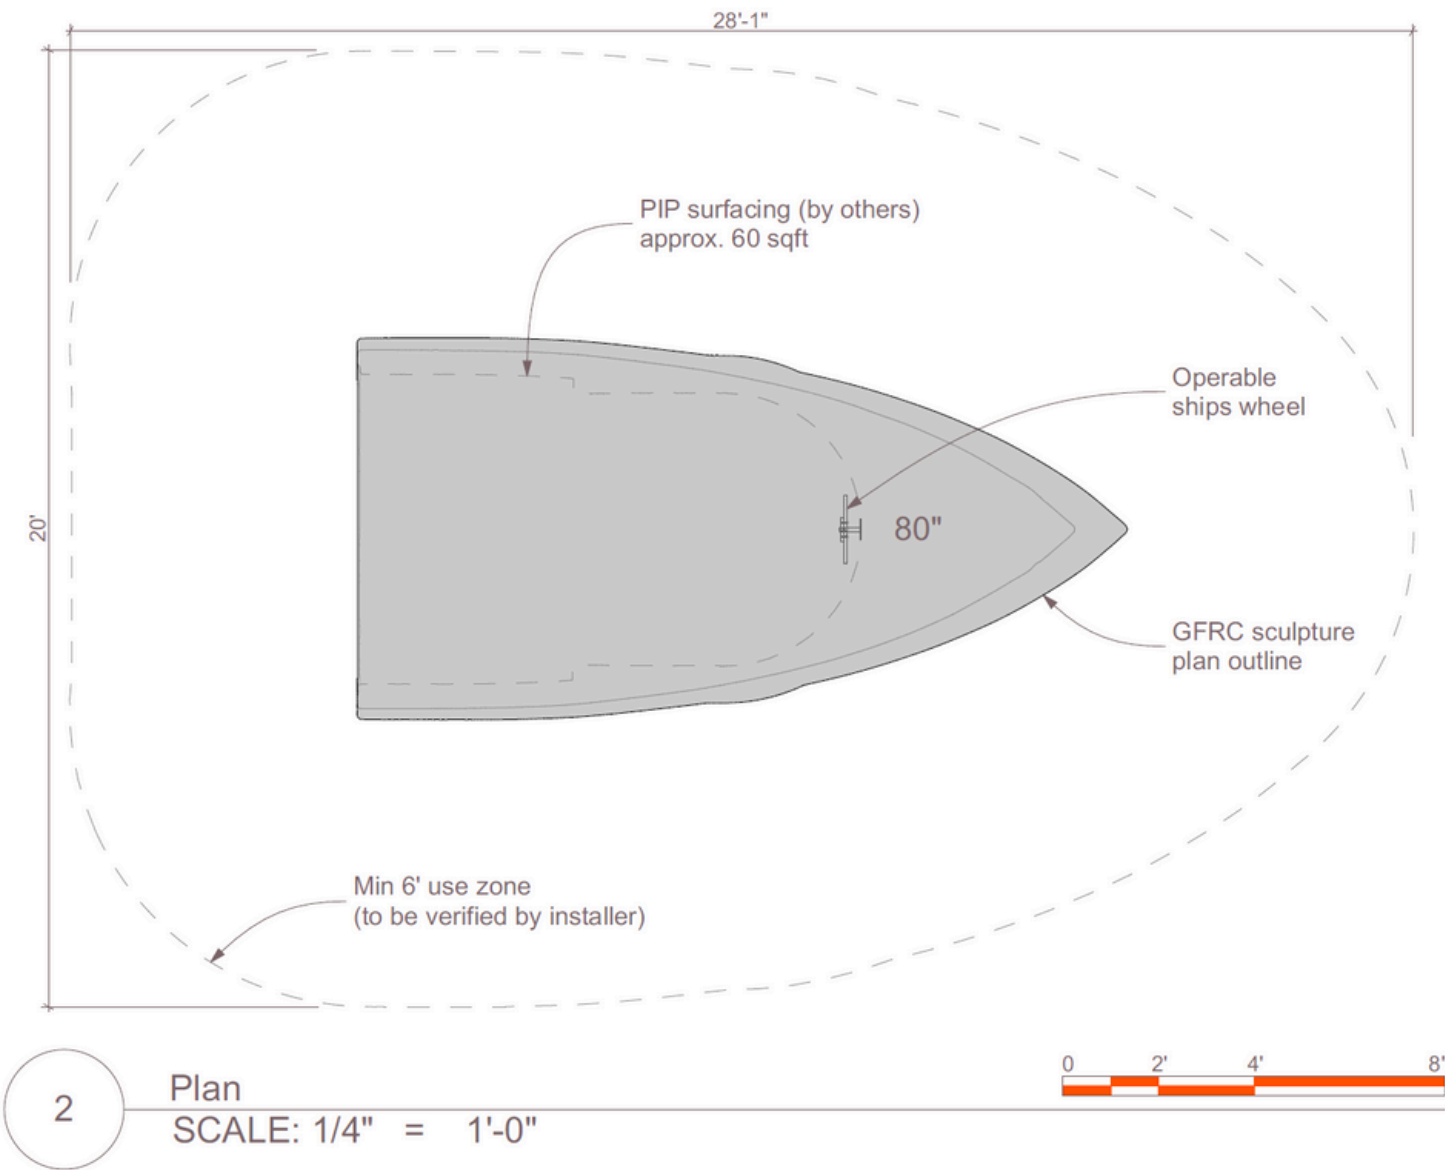 28'-1"
PIP surfacing (by others)
approx. 60 sqft
Operable
ships wheel
20'
80"
GFRC sculpture
plan outline
Min 6' use zone
(to be verified by installer)
0 2' 4' 8'
2
Plan
SCALE: 1/4" = 1'-0"